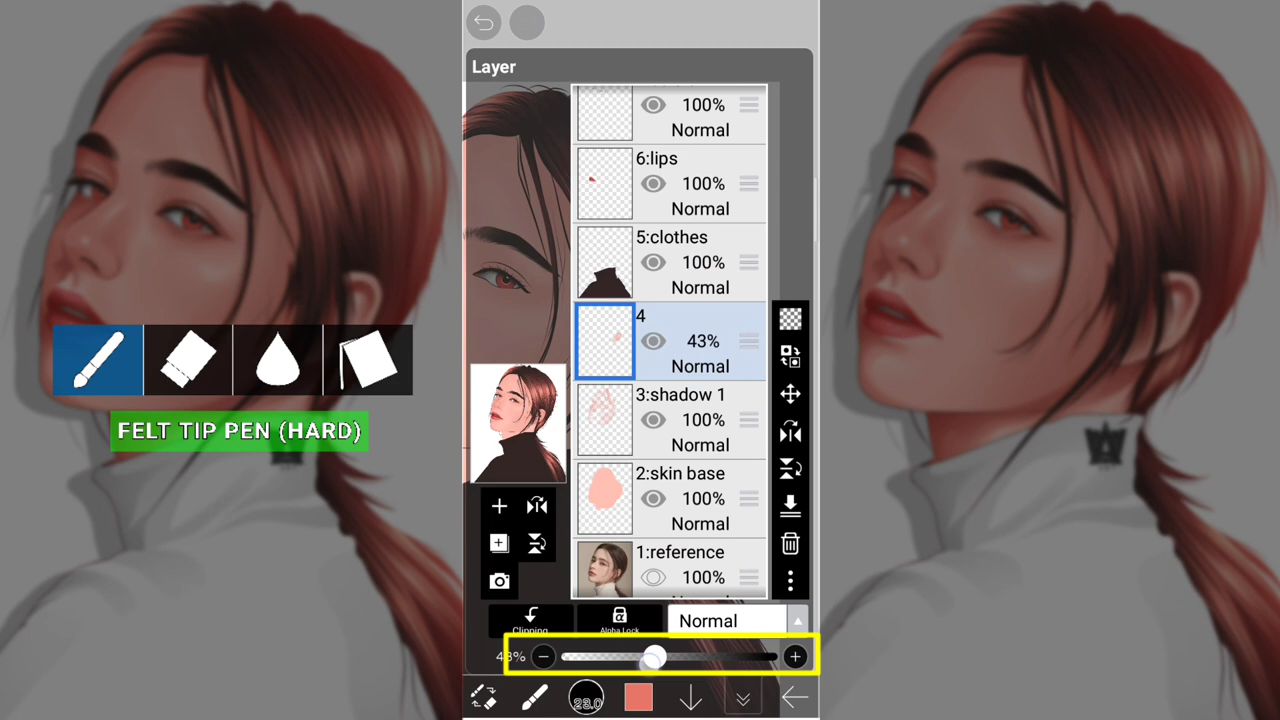 Layer
100%
Normal
6:lips
100%
Normal
5:clothes
100%
Normal
4
43%
Normal
3:shadow 1
100%
Normal
2:skin base
100%
Normal
1:reference
100%
FELT TIP PEN (HARD)
Clipping
Alpha Lock
Normal
43%
23.0